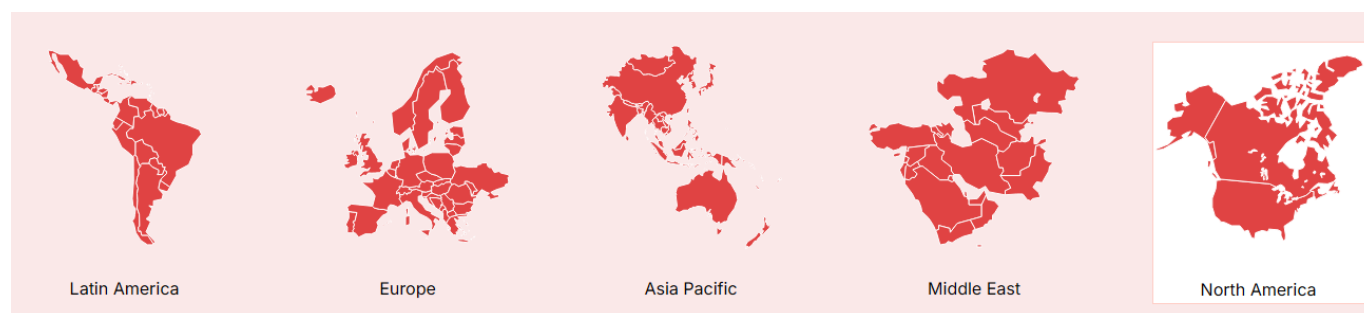 Latin America
Europe
Asia Pacific
Middle East
North America